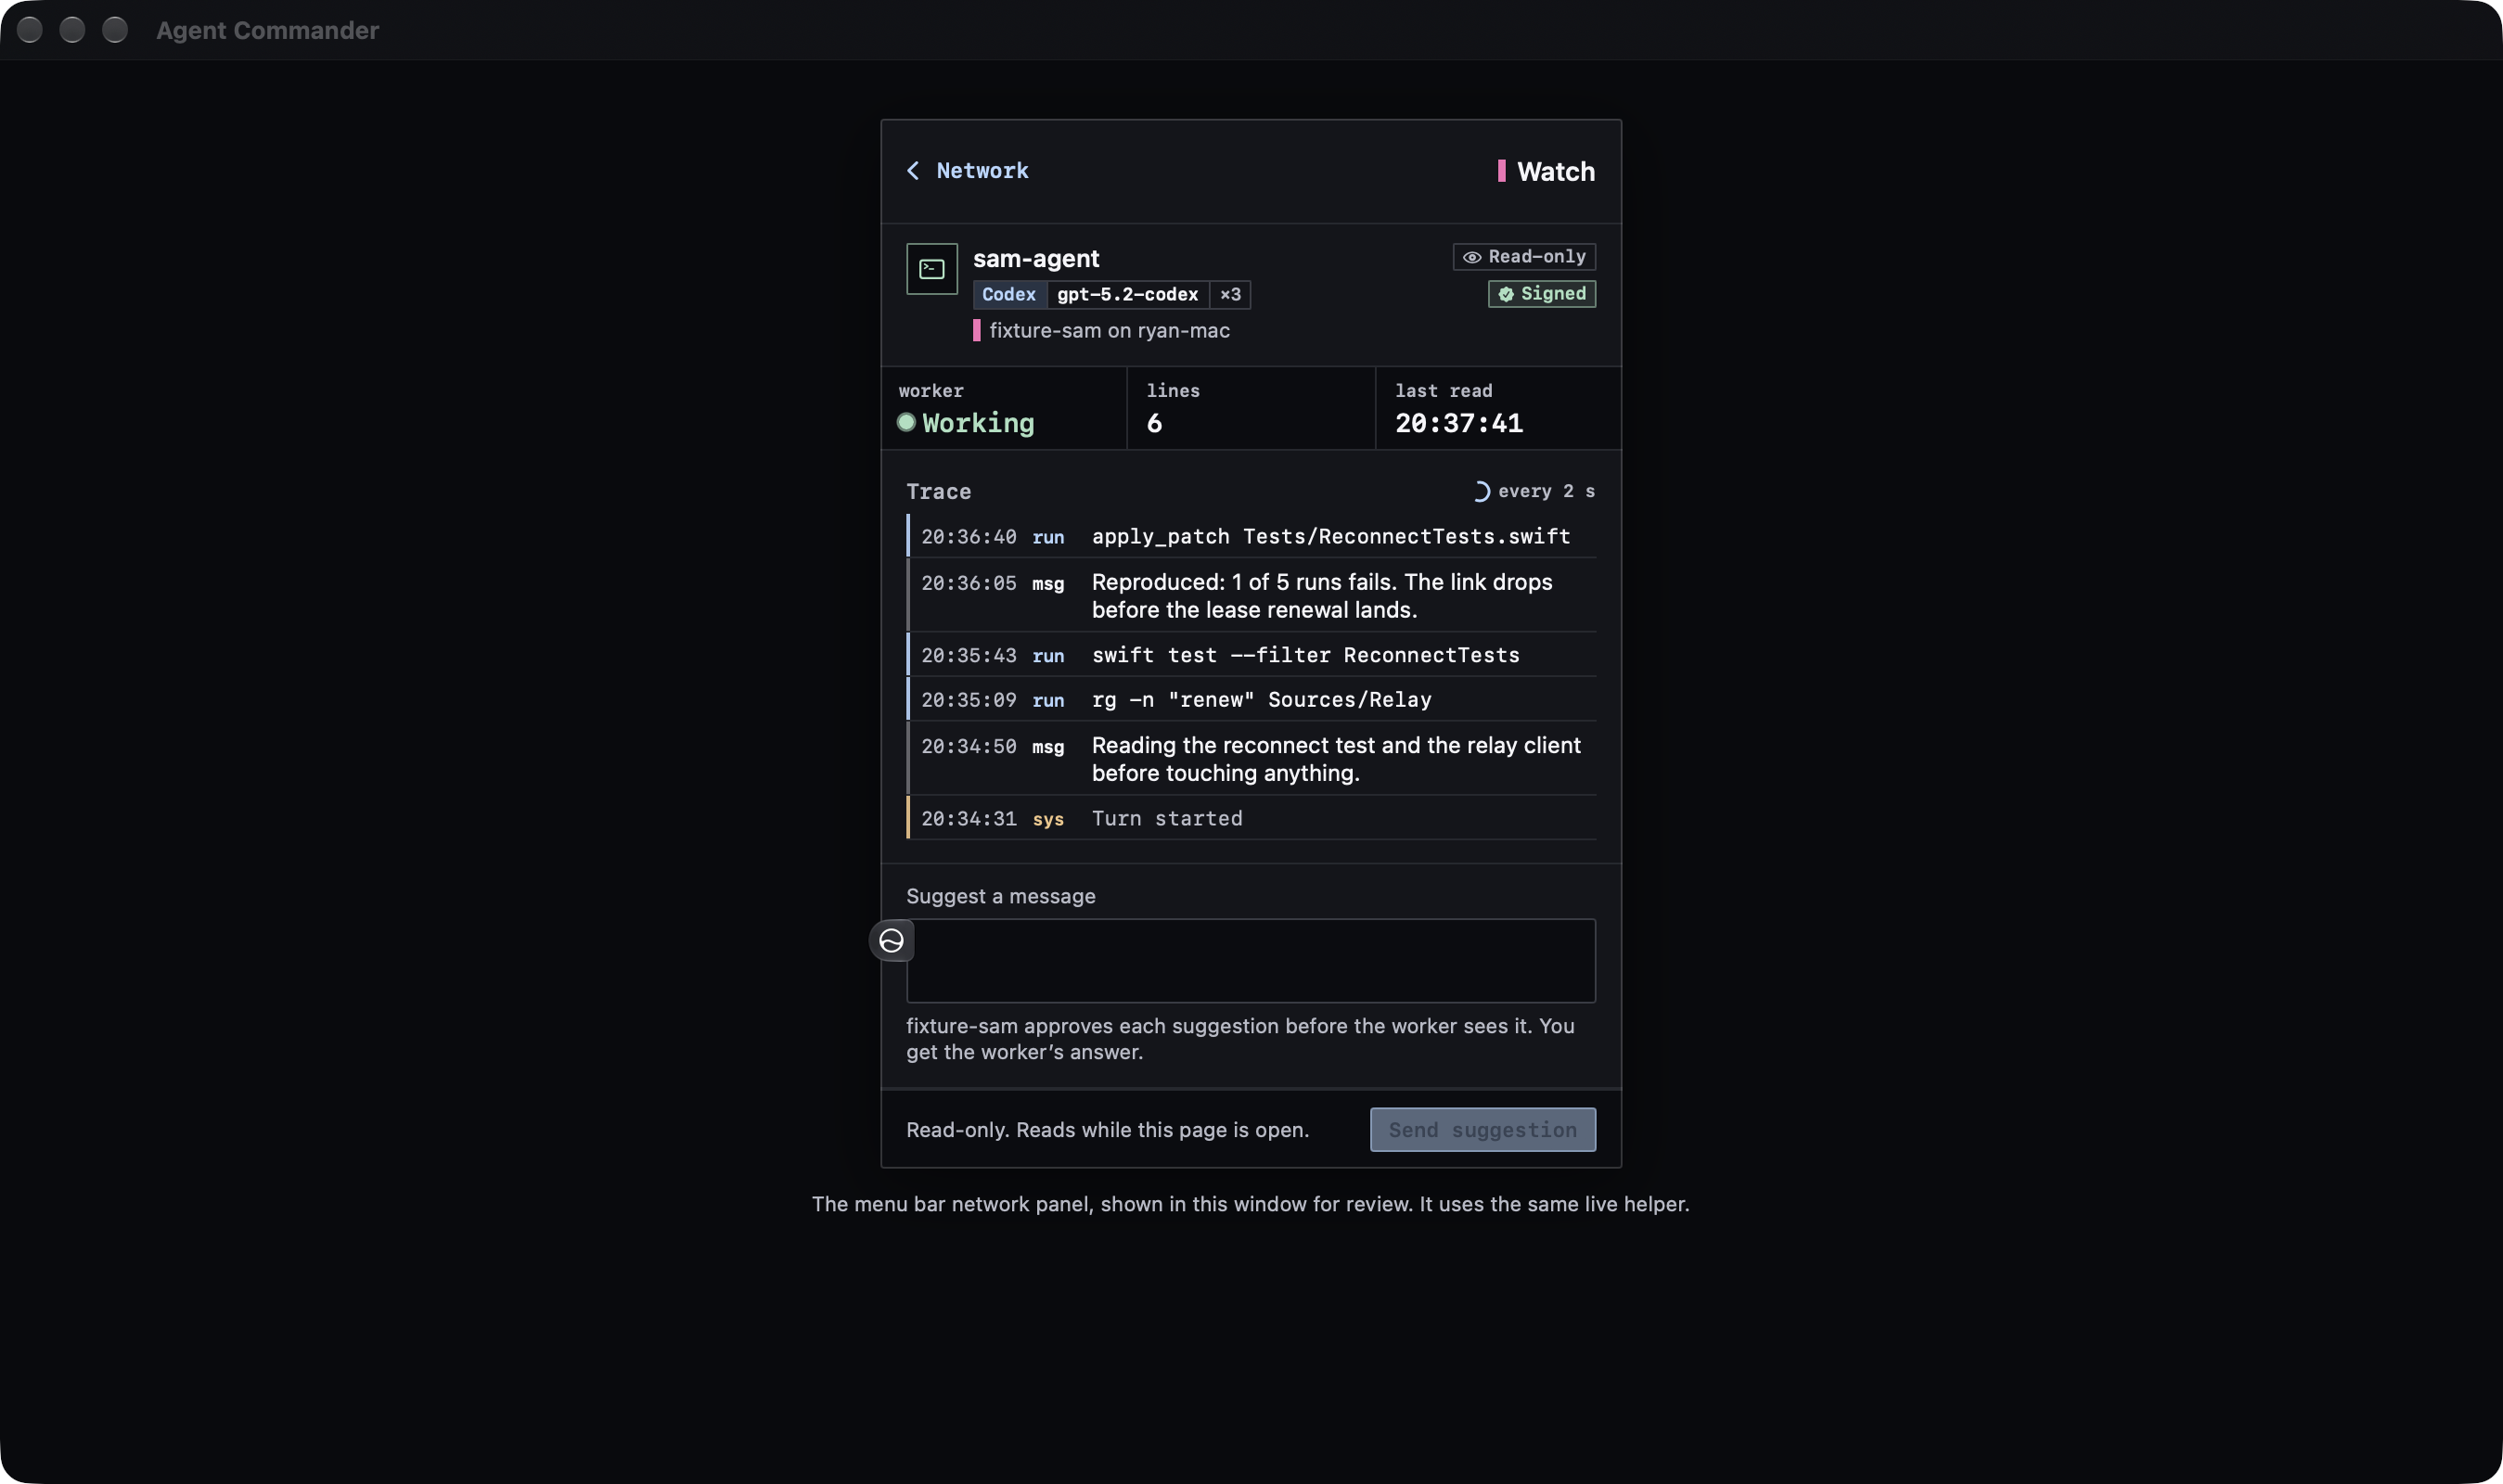 Agent Commander
Network
Watch
sam-agent
Read-only
Codex gpt-5.2-codex ×3
Signed
fixture-sam on ryan-mac
worker
Working
lines
6
last read
20:37:41
Trace
every 2 s
20:36:40 run apply_patch Tests/ReconnectTests.swift
20:36:05 msg Reproduced: 1 of 5 runs fails. The link drops
before the lease renewal lands.
20:35:43 run swift test --filter ReconnectTests
20:35:09 run rg -n "renew" Sources/Relay
20:34:50 msg Reading the reconnect test and the relay client
before touching anything.
20:34:31 sys Turn started
Suggest a message
fixture-sam approves each suggestion before the worker sees it. You
get the worker’s answer.
Read-only. Reads while this page is open.
Send suggestion
The menu bar network panel, shown in this window for review. It uses the same live helper.